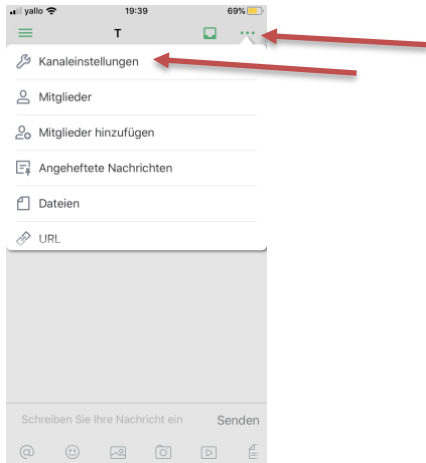 yallo 19:39 69%
T
Kanaleinstellungen
Mitglieder
Mitglieder hinzufügen
Angeheftete Nachrichten
Dateien
URL
Schreiben Sie Ihre Nachricht ein Senden